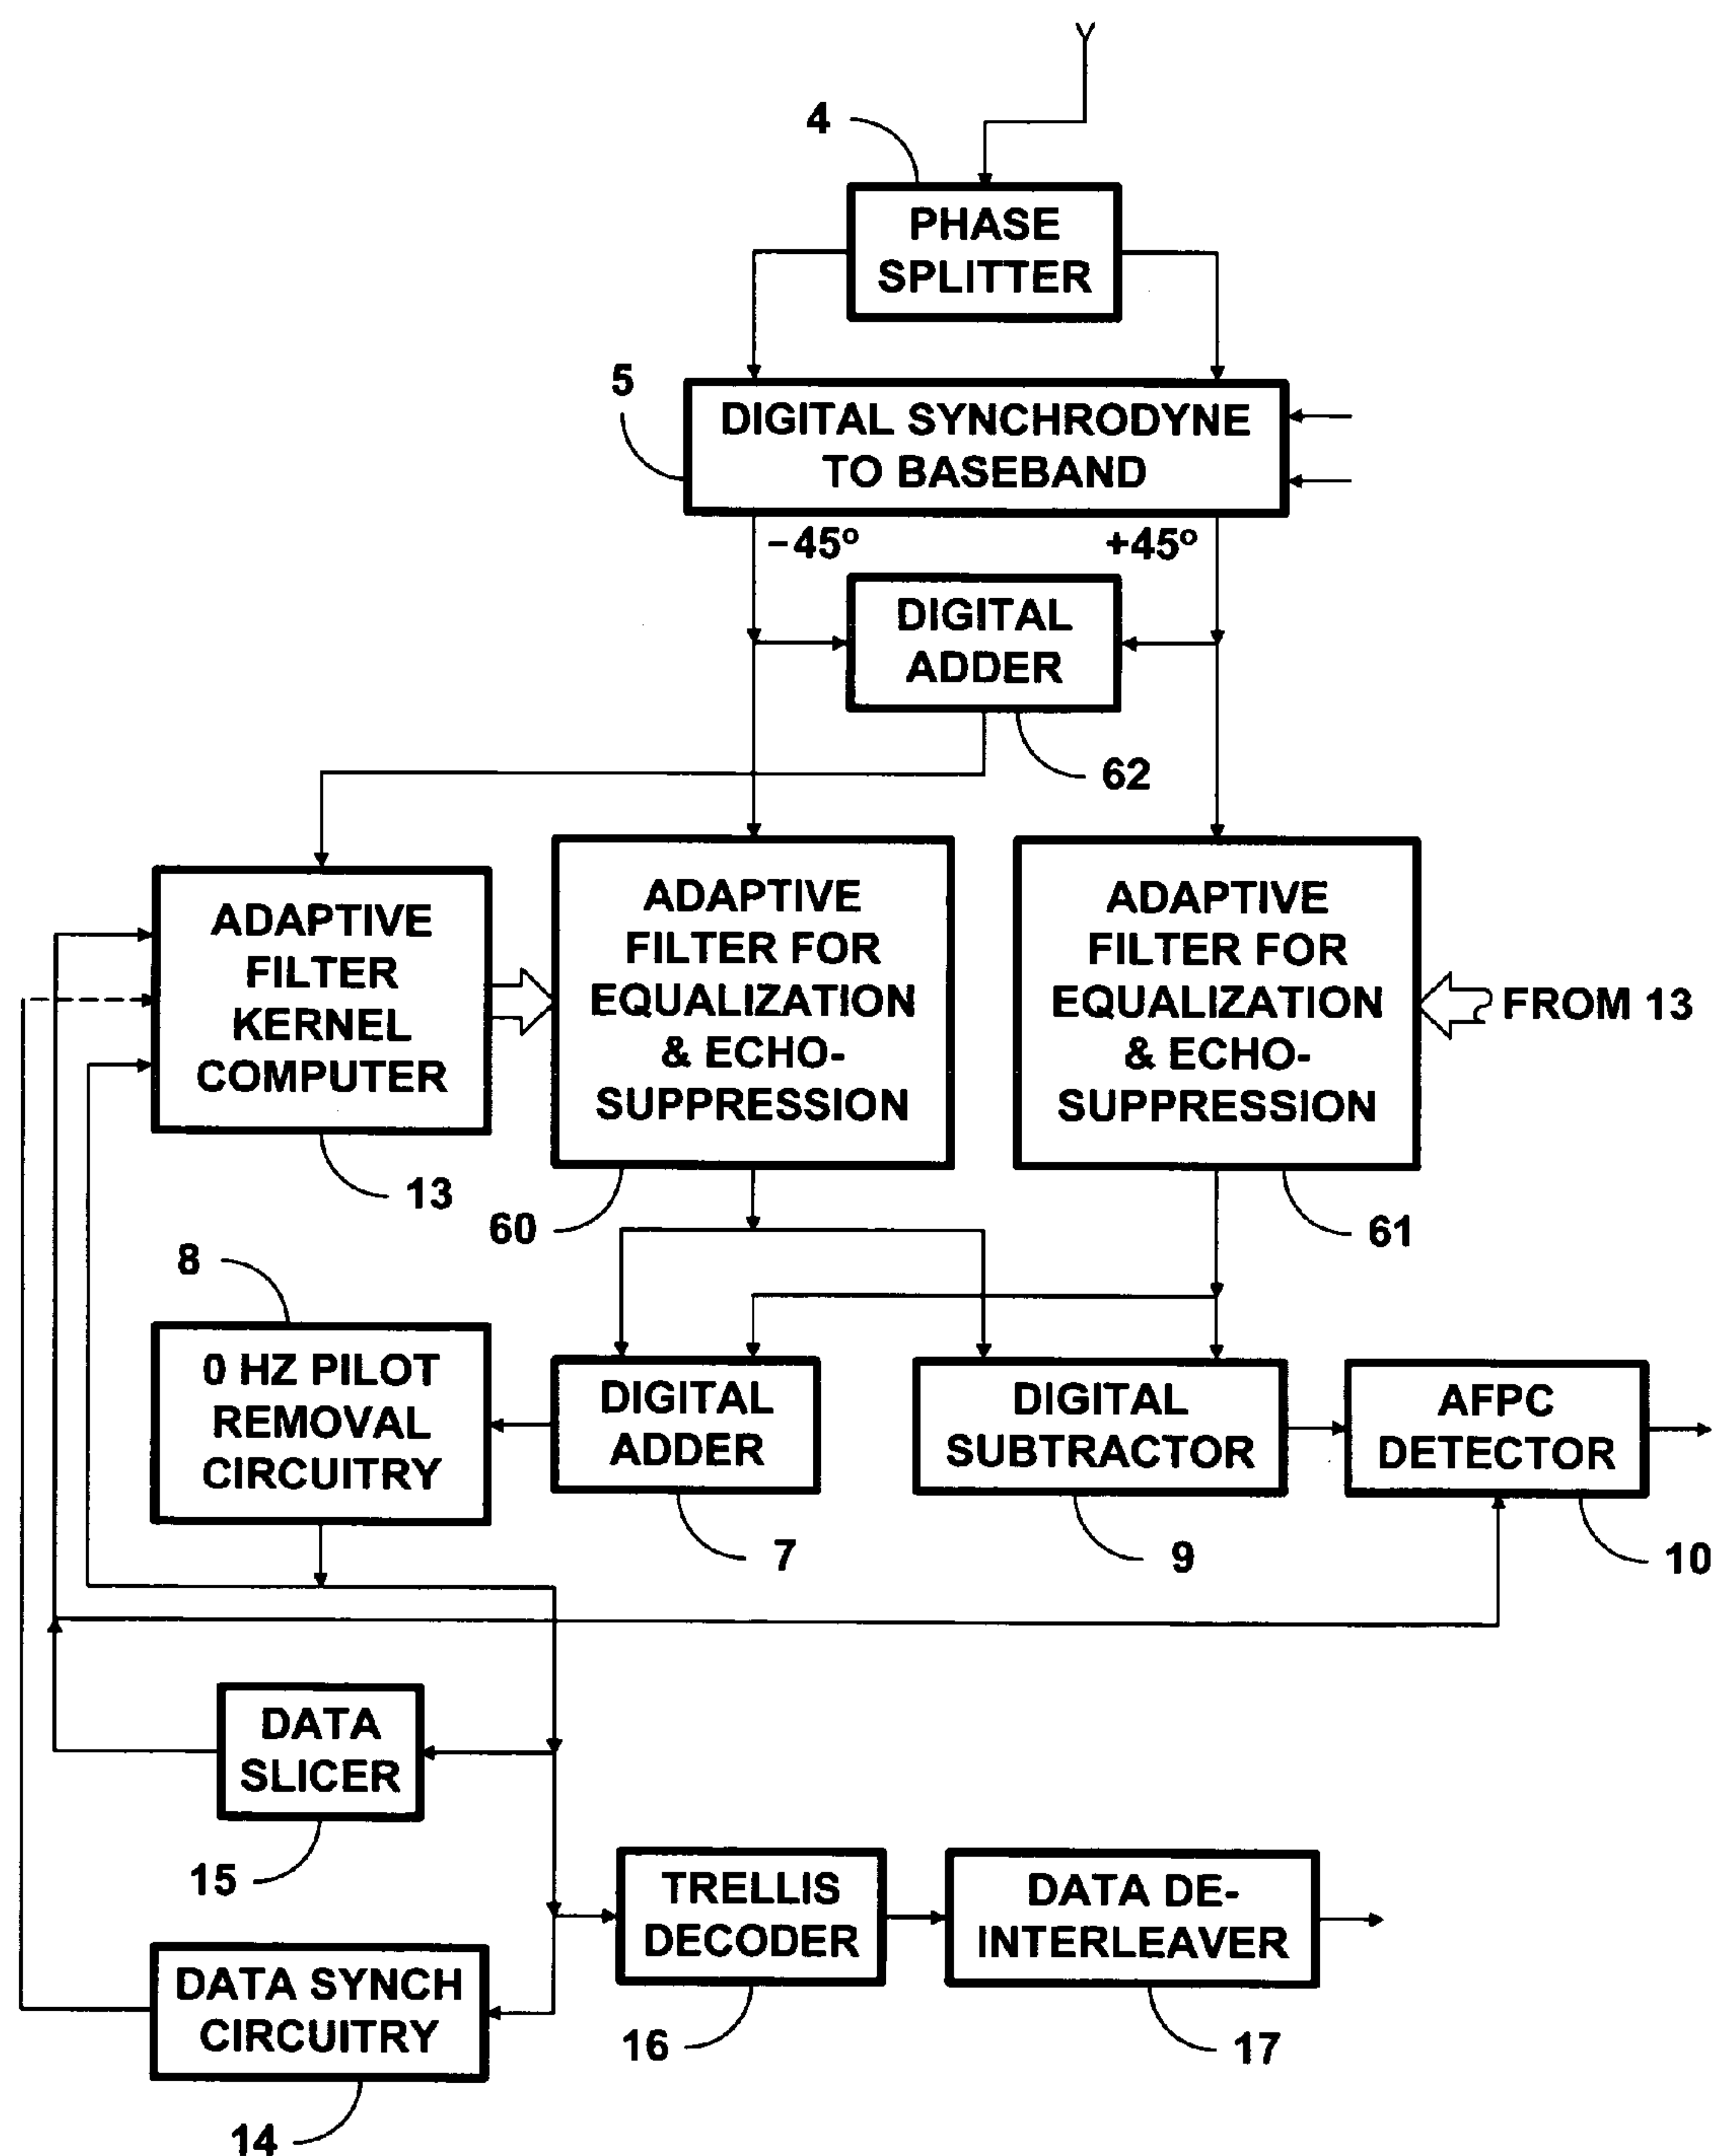 4
PHASE
SPLITTER
5
DIGITAL SYNCHRODYNE
TO BASEBAND
−45°
+45°
DIGITAL
ADDER
62
ADAPTIVE
FILTER
KERNEL
COMPUTER
13
ADAPTIVE
FILTER FOR
EQUALIZATION
& ECHO-
SUPPRESSION
60
ADAPTIVE
FILTER FOR
EQUALIZATION
& ECHO-
SUPPRESSION
61
FROM 13
8
0 HZ PILOT
REMOVAL
CIRCUITRY
DIGITAL
ADDER
7
DIGITAL
SUBTRACTOR
9
AFPC
DETECTOR
10
DATA
SLICER
15
TRELLIS
DECODER
16
DATA DE-
INTERLEAVER
17
DATA SYNCH
CIRCUITRY
14